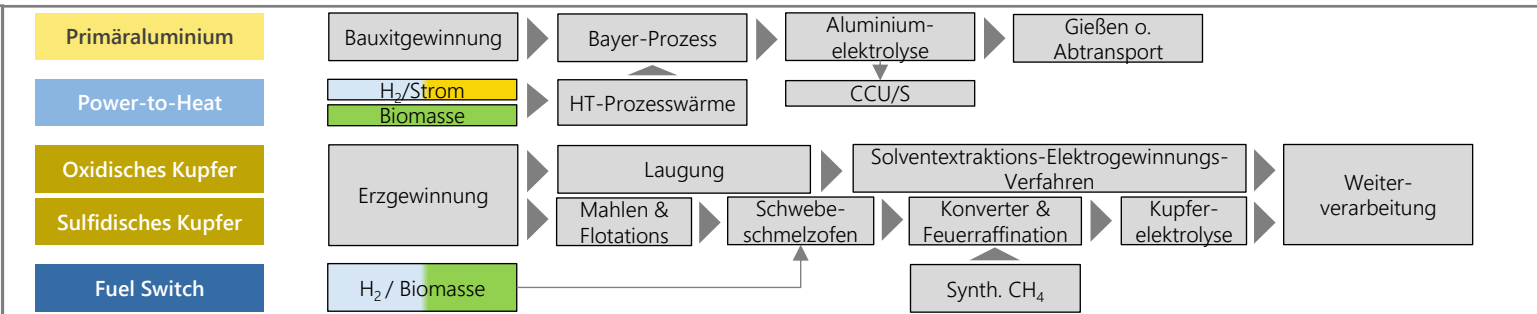 Primäraluminium
Bauxitgewinnung
Bayer-Prozess
Aluminium-
elektrolyse
Gießen o.
Abtransport
Power-to-Heat
H₂/Strom
Biomasse
HT-Prozesswärme
CCU/S
Oxidisches Kupfer
Sulfidisches Kupfer
Erzgewinnung
Laugung
Solventextraktions-Elektrogewinnungs-
Verfahren
Mahlen &
Flotations
Schwebe-
schmelzofen
Konverter &
Feuerraffination
Kupfer-
elektrolyse
Weiter-
verarbeitung
Fuel Switch
H₂ / Biomasse
Synth. CH₄